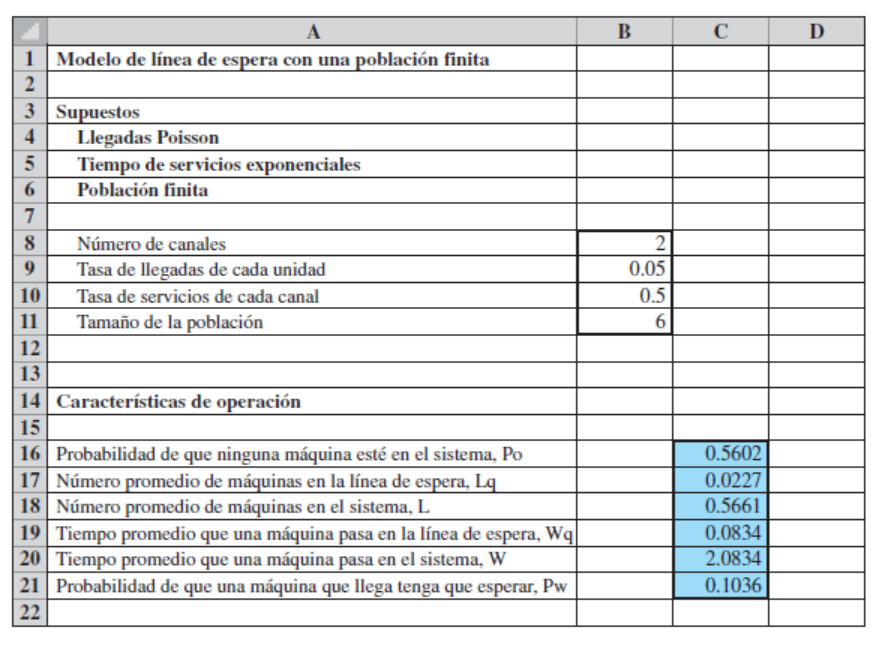 A B C D
1 Modelo de línea de espera con una población finita
2
3 Supuestos
4 Llegadas Poisson
5 Tiempo de servicios exponenciales
6 Población finita
7
8 Número de canales 2
9 Tasa de llegadas de cada unidad 0.05
10 Tasa de servicios de cada canal 0.5
11 Tamaño de la población 6
12
13
14 Características de operación
15
16 Probabilidad de que ninguna máquina esté en el sistema, Po 0.5602
17 Número promedio de máquinas en la línea de espera, Lq 0.0227
18 Número promedio de máquinas en el sistema, L 0.5661
19 Tiempo promedio que una máquina pasa en la línea de espera, Wq 0.0834
20 Tiempo promedio que una máquina pasa en el sistema, W 2.0834
21 Probabilidad de que una máquina que llega tenga que esperar, Pw 0.1036
22